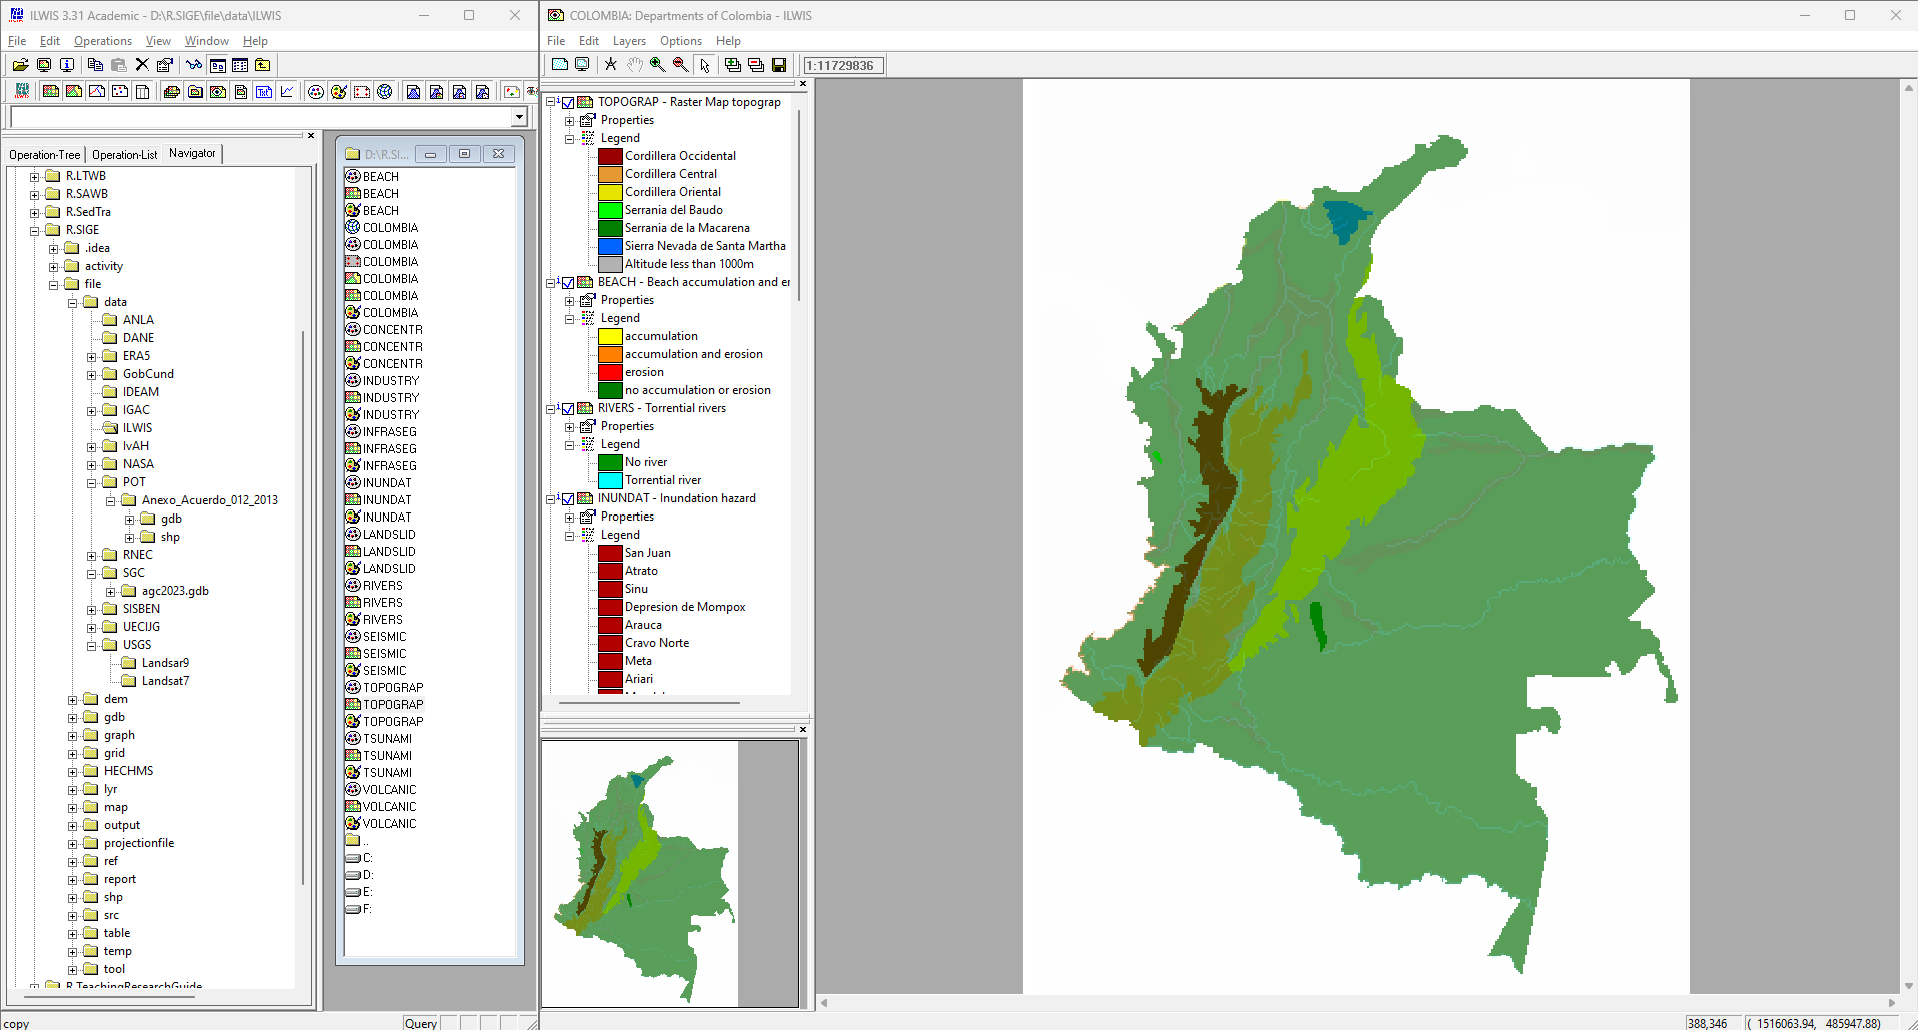 ILWIS 3.31 Academic - D:\R.SIGE\file\data\ILWIS
File Edit Operations View Window Help
Operation-Tree Operation-List Navigator
R.LTWB
R.SAWB
R.SedTra
R.SIGE
.idea
activity
file
data
ANLA
DANE
ERA5
GobCund
IDEAM
IGAC
ILWIS
IvAH
NASA
POT
Anexo_Acuerdo_012_2013
gdb
shp
RNEC
SGC
agc2023.gdb
SISBEN
UECIJG
USGS
Landsar9
Landsat7
dem
gdb
graph
grid
HECHMS
lyr
map
output
projectionfile
ref
report
shp
src
table
temp
tool
R.TeachingResearchGuide
copy
Query
D:\R.SI...
BEACH
BEACH
BEACH
COLOMBIA
COLOMBIA
COLOMBIA
COLOMBIA
COLOMBIA
COLOMBIA
CONCENTR
CONCENTR
CONCENTR
INDUSTRY
INDUSTRY
INDUSTRY
INFRASEG
INFRASEG
INFRASEG
INUNDAT
INUNDAT
INUNDAT
LANDSLID
LANDSLID
LANDSLID
RIVERS
RIVERS
RIVERS
SEISMIC
SEISMIC
SEISMIC
TOPOGRAP
TOPOGRAP
TOPOGRAP
TSUNAMI
TSUNAMI
TSUNAMI
VOLCANIC
VOLCANIC
VOLCANIC
..
C:
D:
E:
F:
COLOMBIA: Departments of Colombia - ILWIS
File Edit Layers Options Help
1:11729836
TOPOGRAP - Raster Map topograp
Properties
Legend
Cordillera Occidental
Cordillera Central
Cordillera Oriental
Serrania del Baudo
Serrania de la Macarena
Sierra Nevada de Santa Martha
Altitude less than 1000m
BEACH - Beach accumulation and er
Properties
Legend
accumulation
accumulation and erosion
erosion
no accumulation or erosion
RIVERS - Torrential rivers
Properties
Legend
No river
Torrential river
INUNDAT - Inundation hazard
Properties
Legend
San Juan
Atrato
Sinu
Depresion de Mompox
Arauca
Cravo Norte
Meta
Ariari
388,346 ( 1516063.94, 485947.88)